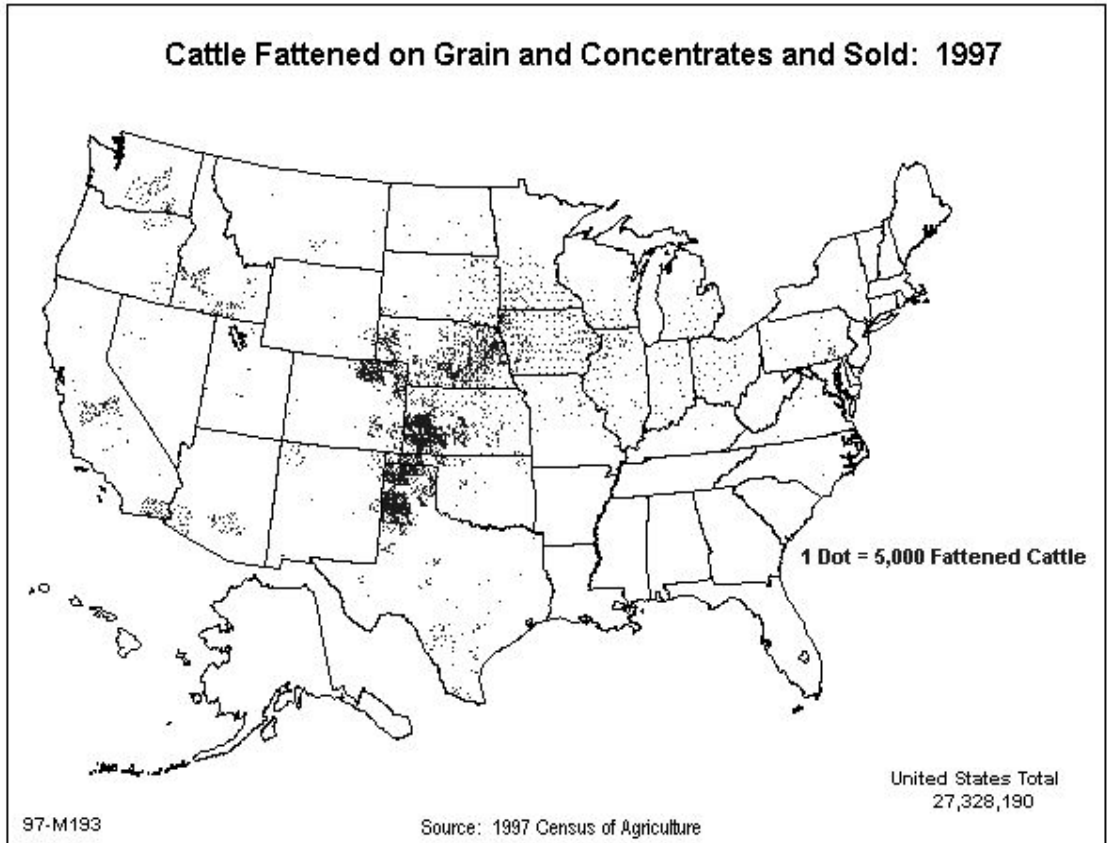 Cattle Fattened on Grain and Concentrates and Sold: 1997
1 Dot = 5,000 Fattened Cattle
United States Total
27,328,190
97-M193
Source: 1997 Census of Agriculture